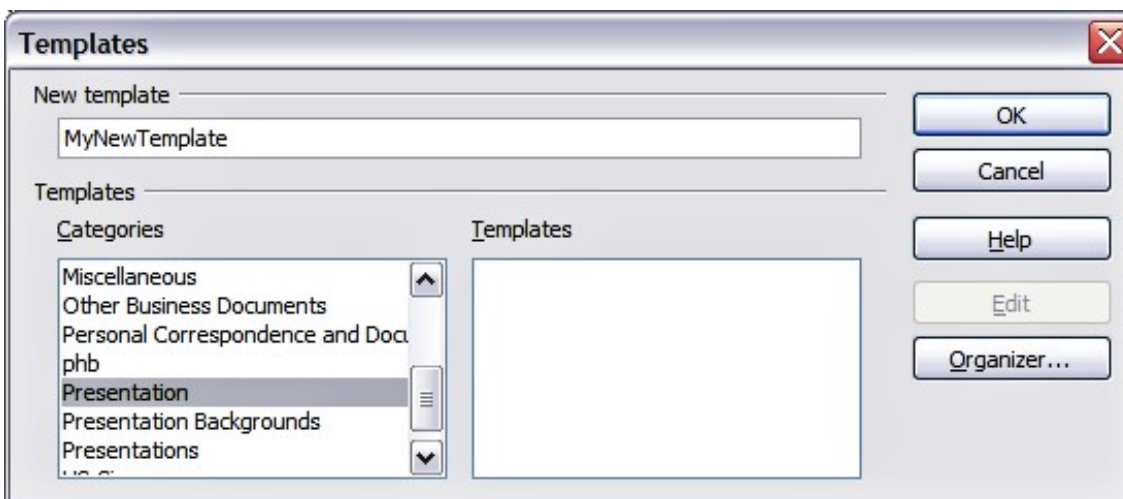 Templates
New template
MyNewTemplate
Templates
Categories
Templates
Miscellaneous
Other Business Documents
Personal Correspondence and Docu
phb
Presentation
Presentation Backgrounds
Presentations
OK
Cancel
Help
Edit
Organizer...